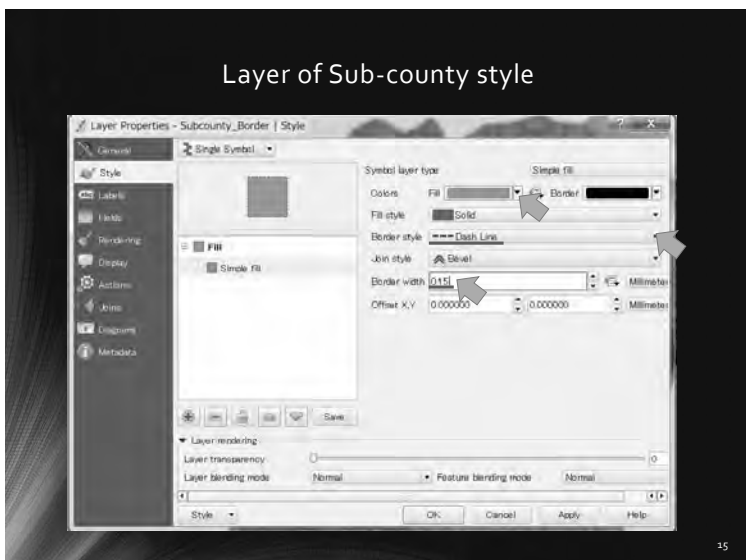 Layer of Sub-county style
Layer Properties - Subcounty_Border | Style
General
Single Symbol
Style
Labels
Fields
Rendering
Display
Actions
Joins
Diagrams
Metadata
Fill
Simple fill
Save
Symbol layer type Simple fill
Colors Fill Border
Fill style Solid
Border style Dash Line
Join style Bevel
Border width 0.15 Millimeter
Offset X,Y 0.000000 0.000000 Millimeter
Layer rendering
Layer transparency 0
Layer blending mode Normal Feature blending mode Normal
Style OK Cancel Apply Help
15